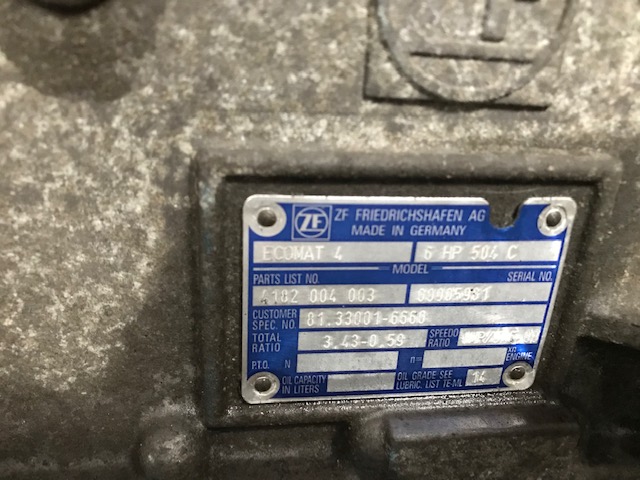 ZF
ZF FRIEDRICHSHAFEN AG
MADE IN GERMANY
ECOMAT 4 6 HP 504 C
MODEL
PARTS LIST NO. SERIAL NO.
4182 004 003
CUSTOMER SPEC. NO. 81.33001-6660
TOTAL RATIO 3.43-0.59 SPEEDO RATIO
P.T.O. N n= ENGINE
OIL CAPACITY IN LITERS OIL GRADE SEE LUBRIC. LIST TE-ML 14